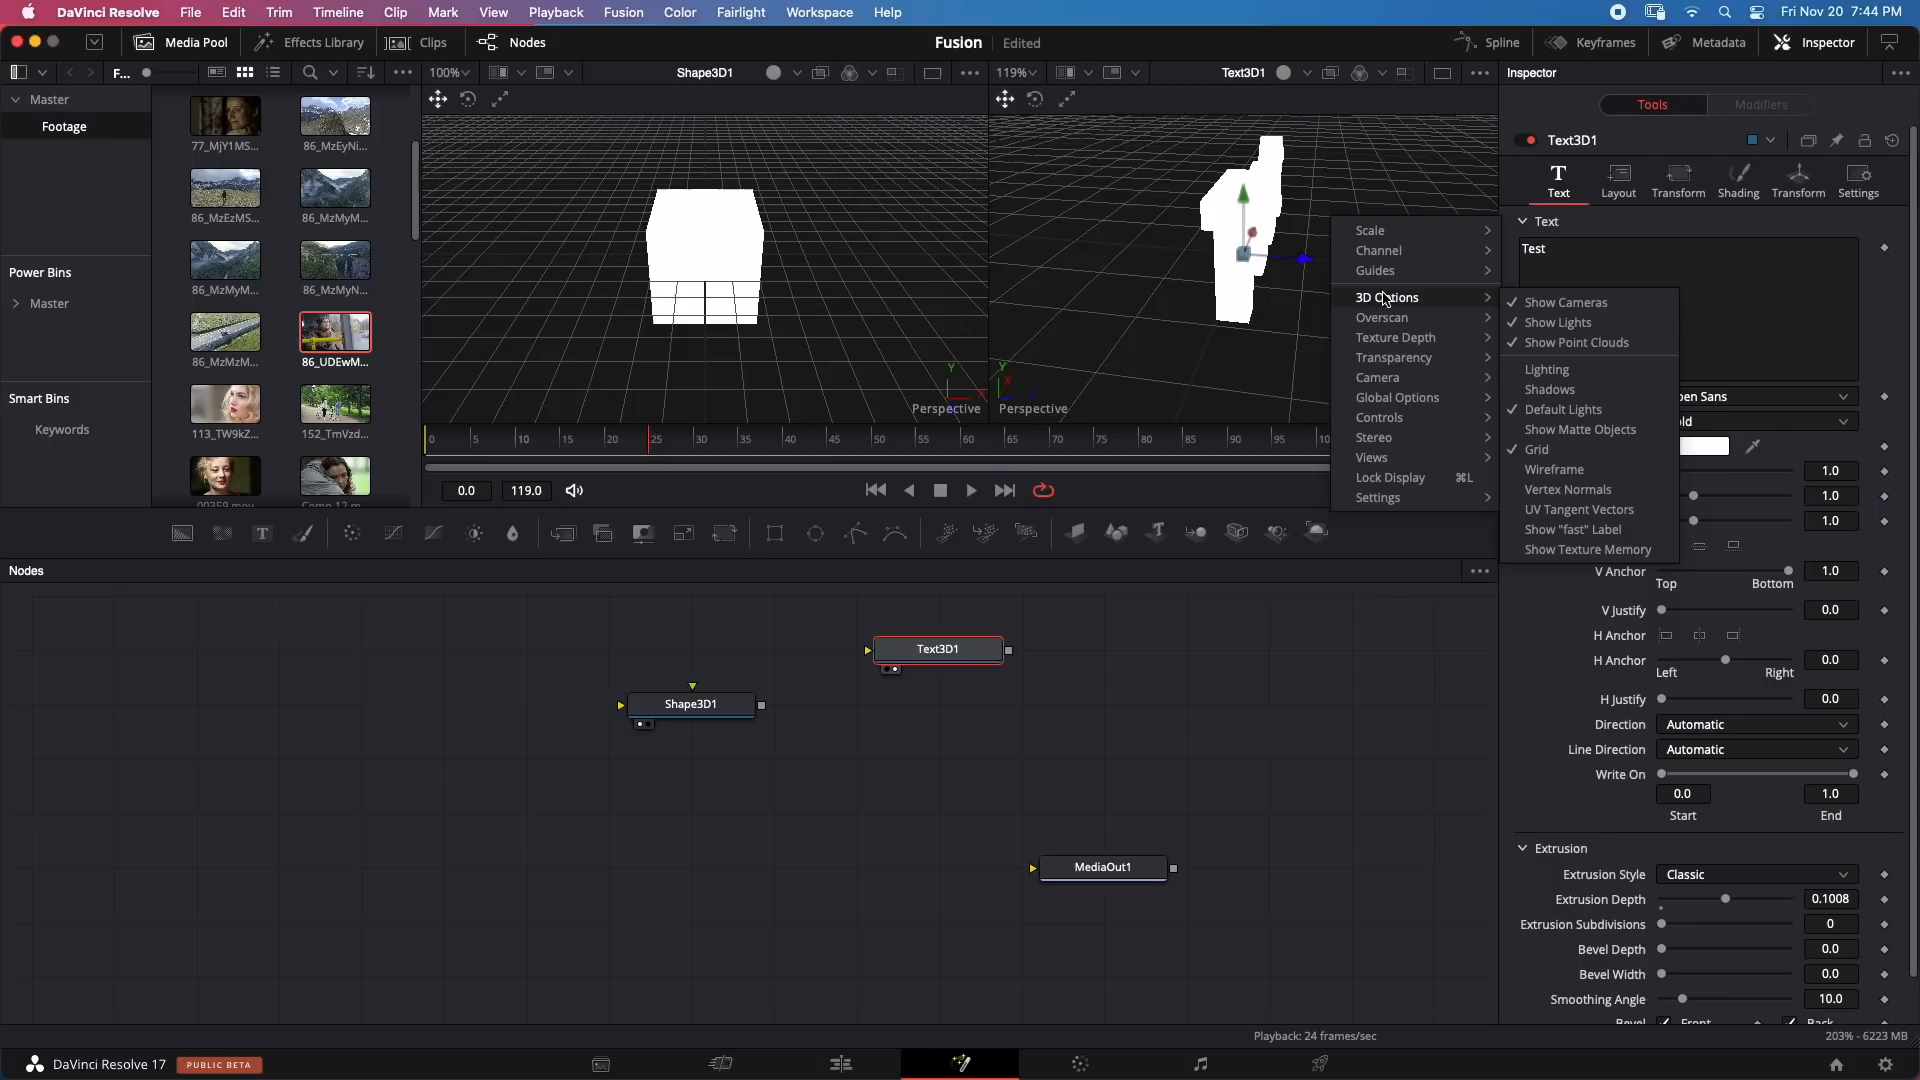 DaVinci Resolve File Edit Trim Timeline Clip Mark View Playback Fusion Color Fairlight Workspace Help Fri Nov 20 7:44 PM
Media Pool Effects Library Clips Nodes Fusion Edited Spline Keyframes Metadata Inspector
F... 100% Shape3D1 119% Text3D1 Inspector
Master
Footage
Tools Modifiers
Text3D1
77_MjY1MS... 86_MzEyNi...
Text Layout Transform Shading Transform Settings
86_MzEzMS... 86_MzMyM...
Text
Test
Power Bins
Master
86_MzMyM... 86_MzMyN...
Scale
Channel
Guides
3D Options
Overscan
Texture Depth
Transparency
Camera
Global Options
Controls
Stereo
Views
Lock Display ⌘L
Settings
Show Cameras
Show Lights
Show Point Clouds
Lighting
Shadows
Default Lights
Show Matte Objects
Grid
Wireframe
Vertex Normals
UV Tangent Vectors
Show "fast" Label
Show Texture Memory
86_MzMzM... 86_UDEwM...
Smart Bins
Keywords
113_TW9kZ... 152_TmVzd...
Y X Perspective
Y X Perspective
pen Sans
ld
0 5 10 15 20 25 30 35 40 45 50 55 60 65 70 75 80 85 90 95 10
1.0
0.0 119.0
1.0
1.0
Nodes
V Anchor 1.0
Top Bottom
V Justify 0.0
H Anchor
H Anchor 0.0
Left Right
H Justify 0.0
Direction Automatic
Line Direction Automatic
Write On
0.0 1.0
Start End
Text3D1
Shape3D1
MediaOut1
Extrusion
Extrusion Style Classic
Extrusion Depth 0.1008
Extrusion Subdivisions 0
Bevel Depth 0.0
Bevel Width 0.0
Smoothing Angle 10.0
Playback: 24 frames/sec 203% - 6223 MB
DaVinci Resolve 17 PUBLIC BETA